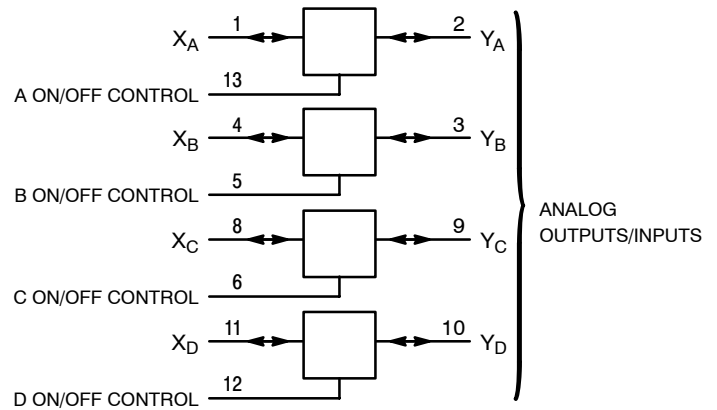 X_A 1 2 Y_A
A ON/OFF CONTROL 13
X_B 4 3 Y_B
B ON/OFF CONTROL 5
ANALOG
OUTPUTS/INPUTS
X_C 8 9 Y_C
C ON/OFF CONTROL 6
X_D 11 10 Y_D
D ON/OFF CONTROL 12